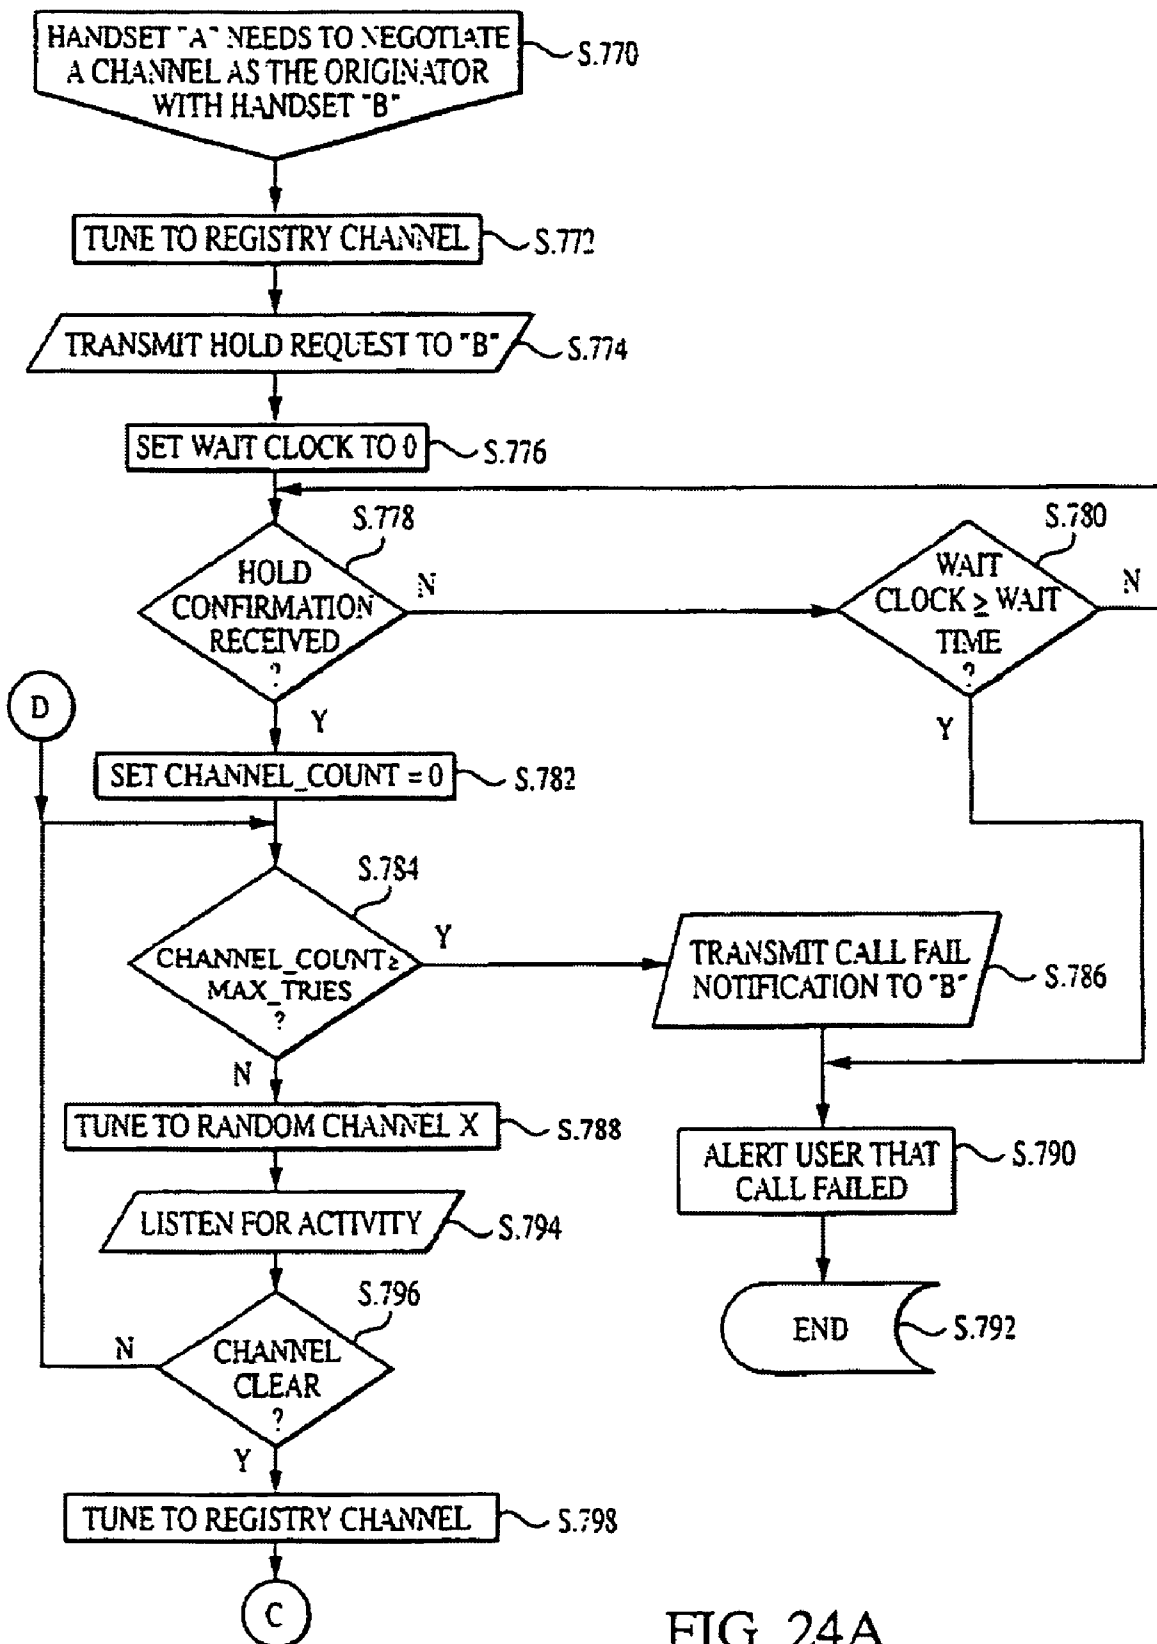 HANDSET "A" NEEDS TO NEGOTIATE
A CHANNEL AS THE ORIGINATOR
WITH HANDSET "B"
S.770
TUNE TO REGISTRY CHANNEL
S.772
TRANSMIT HOLD REQUEST TO "B"
S.774
SET WAIT CLOCK TO 0
S.776
S.778
HOLD
CONFIRMATION
RECEIVED
?
N
Y
S.780
WAIT
CLOCK ≥ WAIT
TIME
?
N
Y
D
SET CHANNEL_COUNT = 0
S.782
S.784
CHANNEL_COUNT≥
MAX_TRIES
?
Y
N
TRANSMIT CALL FAIL
NOTIFICATION TO "B"
S.786
TUNE TO RANDOM CHANNEL X
S.788
ALERT USER THAT
CALL FAILED
S.790
LISTEN FOR ACTIVITY
S.794
S.796
CHANNEL
CLEAR
?
N
Y
END
S.792
TUNE TO REGISTRY CHANNEL
S.798
C
FIG. 24A